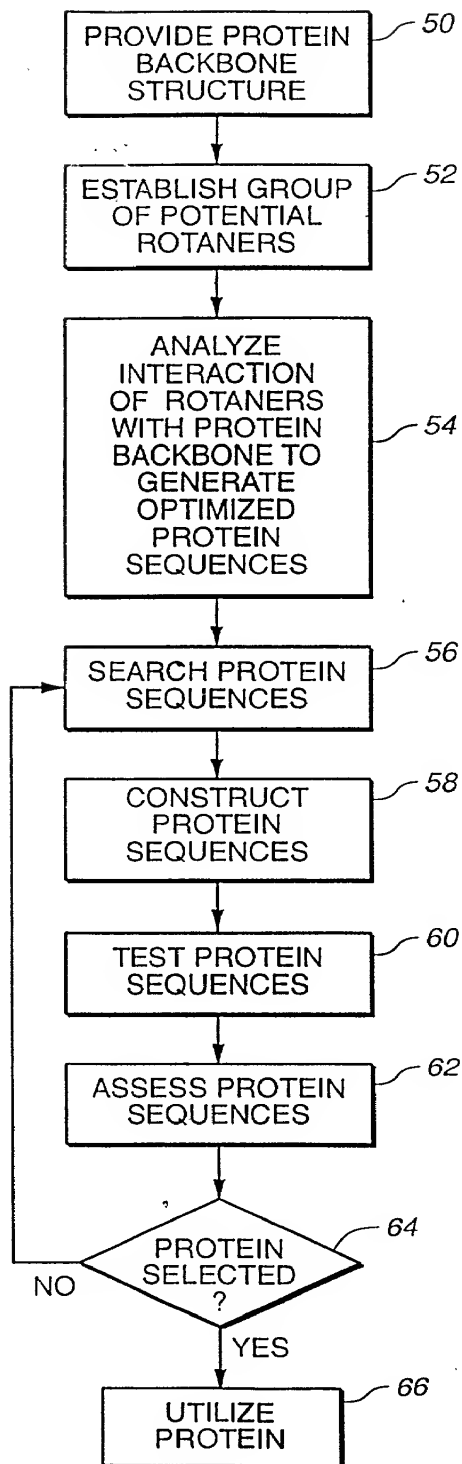 PROVIDE PROTEIN
BACKBONE
STRUCTURE
50
ESTABLISH GROUP
OF POTENTIAL
ROTANERS
52
ANALYZE
INTERACTION
OF ROTANERS
WITH PROTEIN
BACKBONE TO
GENERATE
OPTIMIZED
PROTEIN
SEQUENCES
54
SEARCH PROTEIN
SEQUENCES
56
CONSTRUCT
PROTEIN
SEQUENCES
58
TEST PROTEIN
SEQUENCES
60
ASSESS PROTEIN
SEQUENCES
62
PROTEIN
SELECTED
?
64
NO
YES
UTILIZE
PROTEIN
66